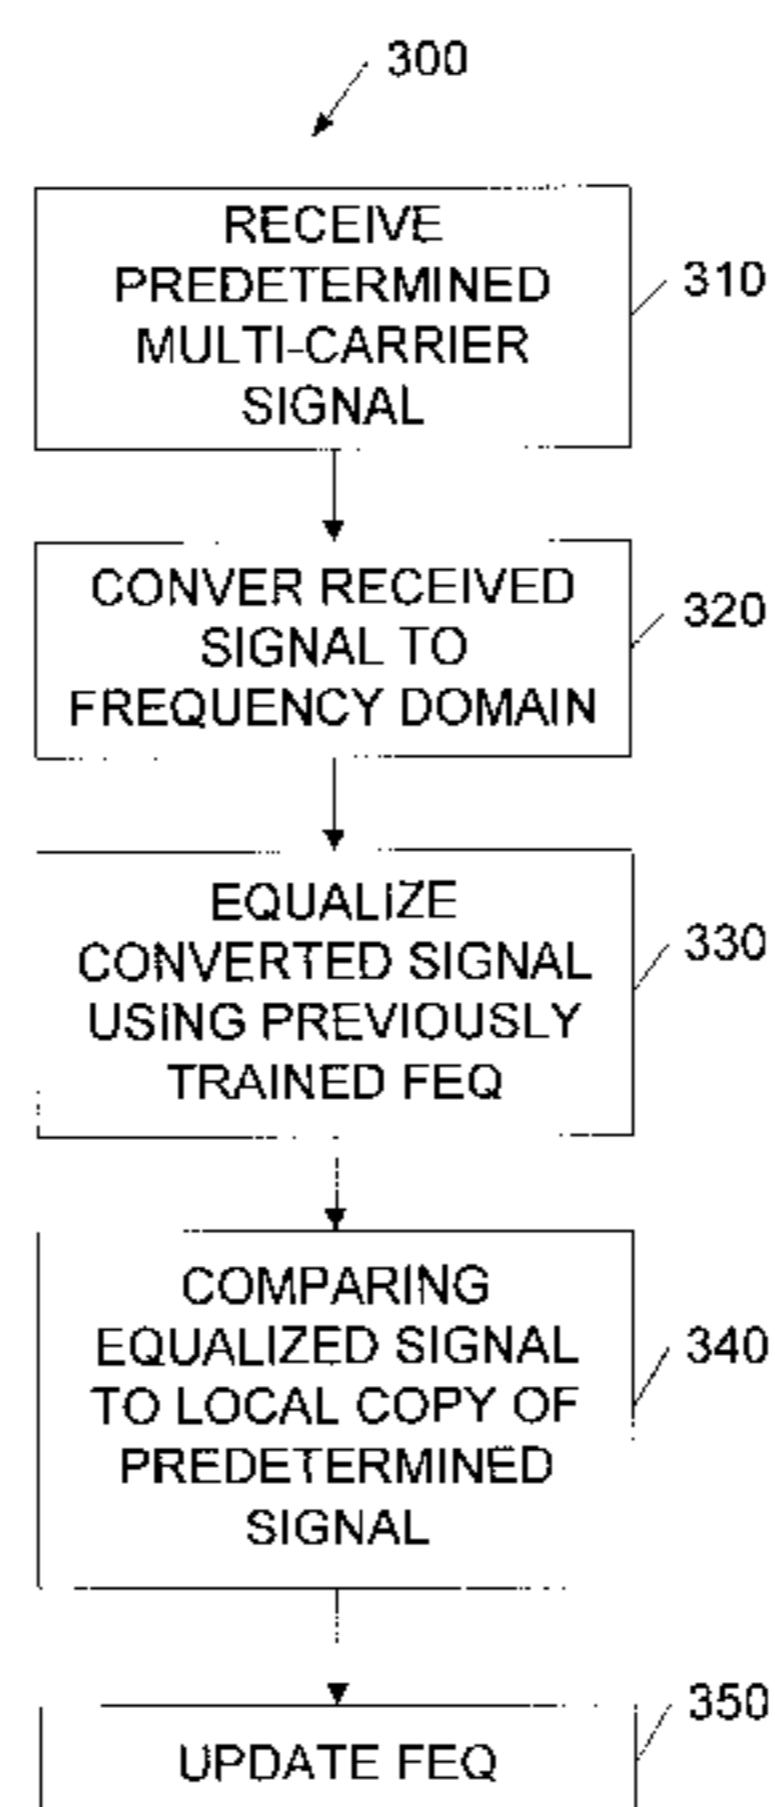 300
RECEIVE
PREDETERMINED
MULTI-CARRIER
SIGNAL
310
CONVER RECEIVED
SIGNAL TO
FREQUENCY DOMAIN
320
EQUALIZE
CONVERTED SIGNAL
USING PREVIOUSLY
TRAINED FEQ
330
COMPARING
EQUALIZED SIGNAL
TO LOCAL COPY OF
PREDETERMINED
SIGNAL
340
UPDATE FEQ
350